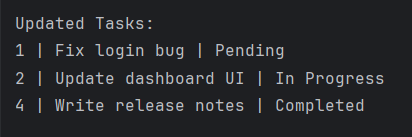 Updated Tasks:
1 | Fix login bug | Pending
2 | Update dashboard UI | In Progress
4 | Write release notes | Completed